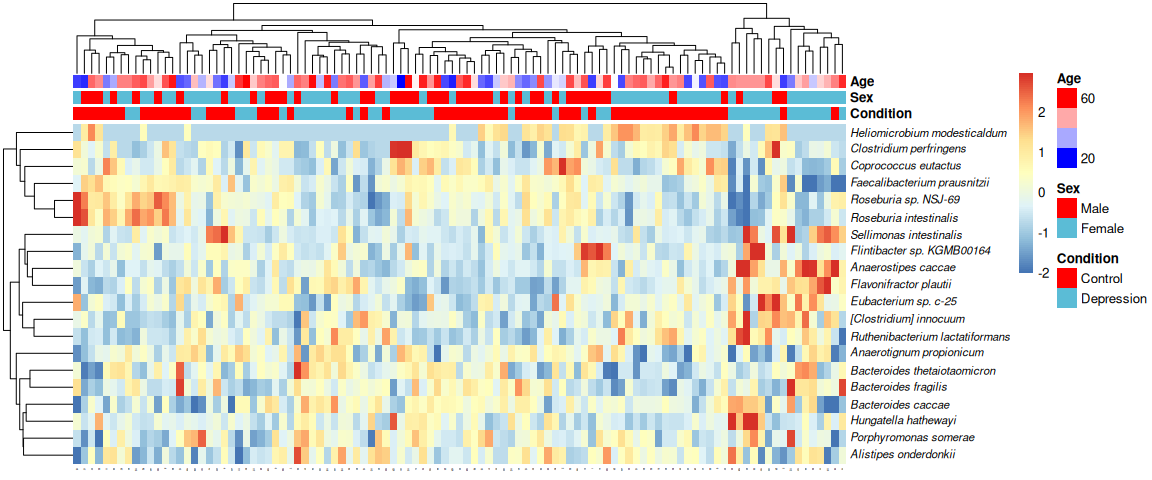 Age
Sex
Condition
Heliomicrobium modesticaldum
Clostridium perfringens
Coprococcus eutactus
Faecalibacterium prausnitzii
Roseburia sp. NSJ-69
Roseburia intestinalis
Sellimonas intestinalis
Flintibacter sp. KGMB00164
Anaerostipes caccae
Flavonifractor plautii
Eubacterium sp. c-25
[Clostridium] innocuum
Ruthenibacterium lactatiformans
Anaerotignum propionicum
Bacteroides thetaiotaomicron
Bacteroides fragilis
Bacteroides caccae
Hungatella hathewayi
Porphyromonas somerae
Alistipes onderdonkii
2
1
0
-1
-2
Age
60
20
Sex
Male
Female
Condition
Control
Depression